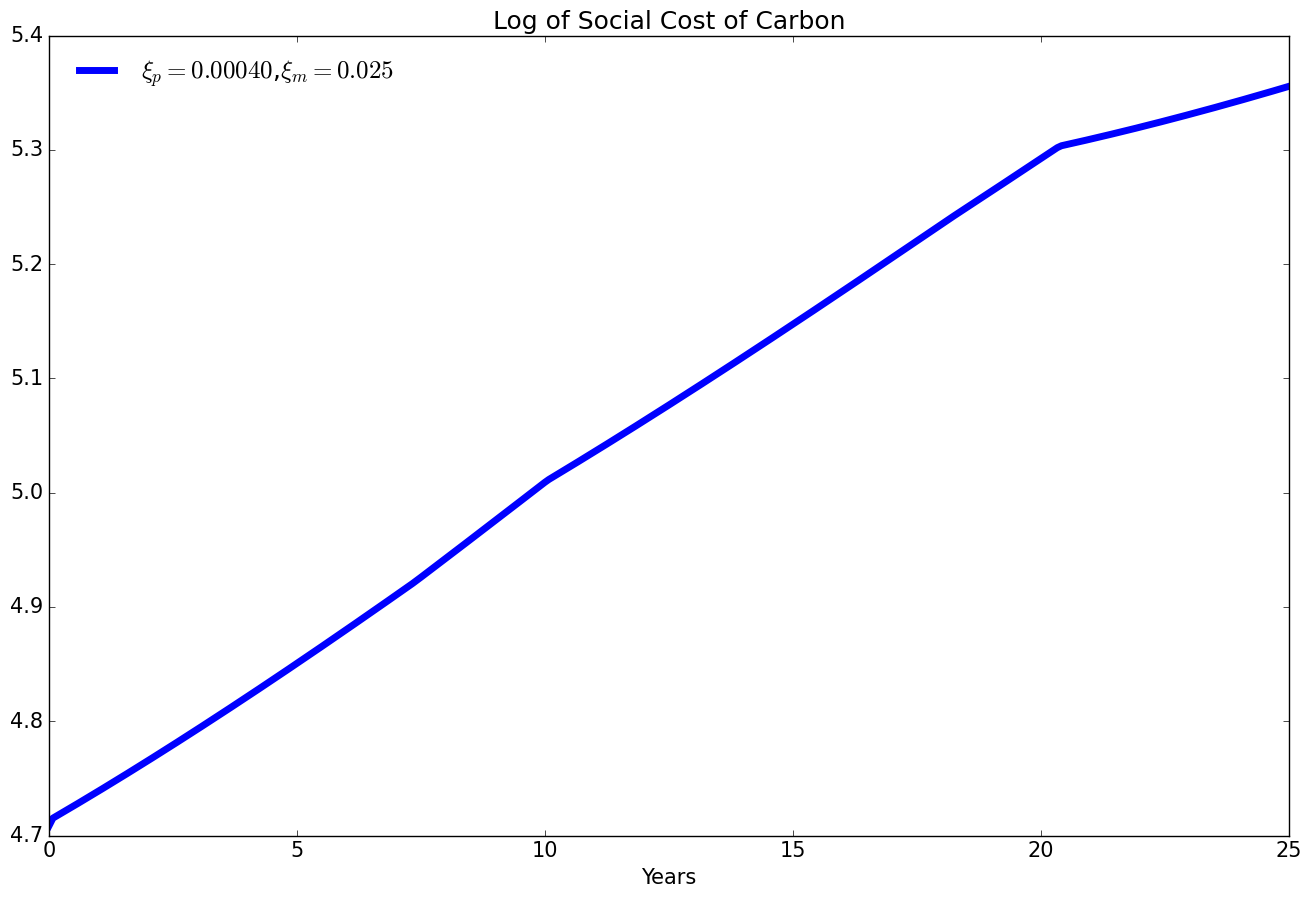 Log of Social Cost of Carbon
5.4
ξp = 0.00040,ξm = 0.025
5.3
5.2
5.1
5.0
4.9
4.8
4.7
0 5 10 15 20 25
Years